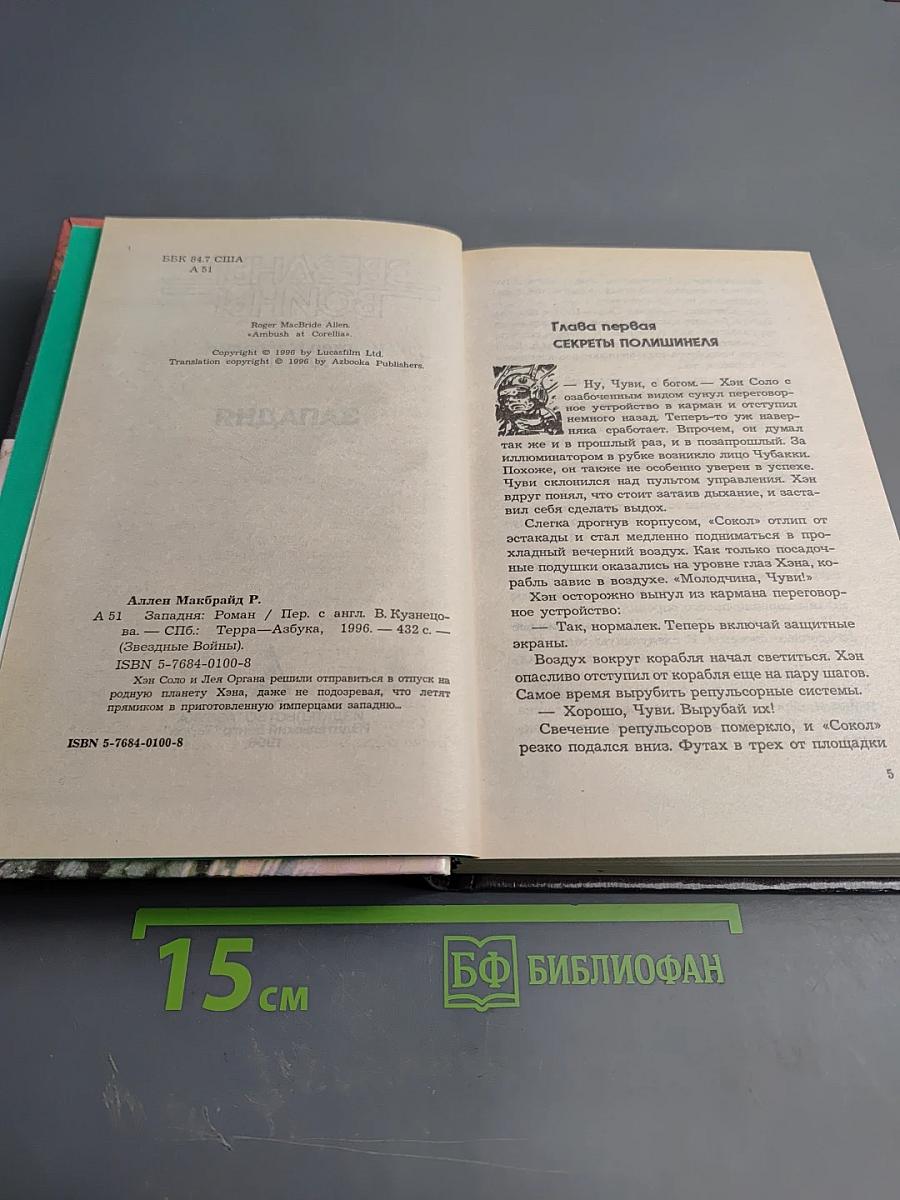 ББК 84.7 США
А 51
Roger MacBride Allen.
«Ambush at Corellia».
Copyright © 1996 by Lucasfilm Ltd.
Translation copyright © 1996 by Azbooka Publishers.
Аллен Макбрайд Р.
А 51 Западня: Роман / Пер. с англ. В. Кузнецо-
ва. — СПб.: Терра—Азбука, 1996. — 432 с. —
(Звездные Войны).
ISBN 5-7684-0100-8
Хэн Соло и Лея Органа решили отправиться в отпуск на
родную планету Хэна, даже не подозревая, что летят
прямиком в приготовленную имперцами западню...
ISBN 5-7684-0100-8
Глава первая
СЕКРЕТЫ ПОЛИШИНЕЛЯ
— Ну, Чуви, с богом. — Хэн Соло с
озабоченным видом сунул переговор-
ное устройство в карман и отступил
немного назад. Теперь-то уж навер-
няка сработает. Впрочем, он думал
так же и в прошлый раз, и в позапрошлый. За
иллюминатором в рубке возникло лицо Чубакки.
Похоже, он также не особенно уверен в успехе.
Чуви склонился над пультом управления. Хэн
вдруг понял, что стоит затаив дыхание, и заста-
вил себя сделать выдох.
Слегка дрогнув корпусом, «Сокол» отлип от
эстакады и стал медленно подниматься в про-
хладный вечерний воздух. Как только посадоч-
ные подушки оказались на уровне глаз Хэна, ко-
рабль завис в воздухе. «Молодчина, Чуви!»
Хэн осторожно вынул из кармана переговор-
ное устройство:
— Так, нормалек. Теперь включай защитные
экраны.
Воздух вокруг корабля начал светиться. Хэн
опасливо отступил от корабля еще на пару шагов.
Самое время вырубить репульсорные системы.
— Хорошо, Чуви. Вырубай их!
Свечение репульсоров померкло, и «Сокол»
резко подался вниз. Футах в трех от площадки
5
15 см
БФ БИБЛИОФАН